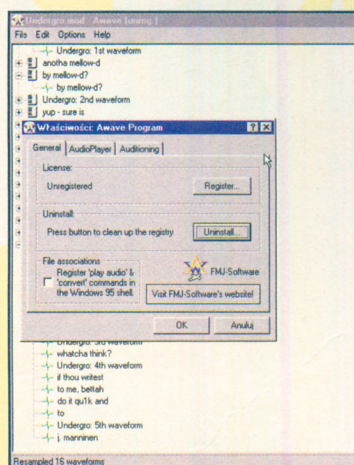 Undergro.mod - Awave [unreg.]
File Edit Options Help
Undergro: 1st waveform
anotha mellow-d
by mellow-d?
by mellow-d?
Undergro: 2nd waveform
yup - sure is
Właściwości: Awave Program
General AudioPlayer Auditioning
License:
Unregistered
Register...
Uninstall:
Press button to clean up the registry
Uninstall...
File associations
Register 'play audio' &
'convert' commands in
the Windows 95 shell.
FMJ-Software
Visit FMJ-Software's website!
OK Anuluj
Undergro: 3rd waveform
whatcha think?
Undergro: 4th waveform
if thou writest
to me, bettah
do it qu1k and
to
Undergro: 5th waveform
j. manninen
Resampled 16 waveforms